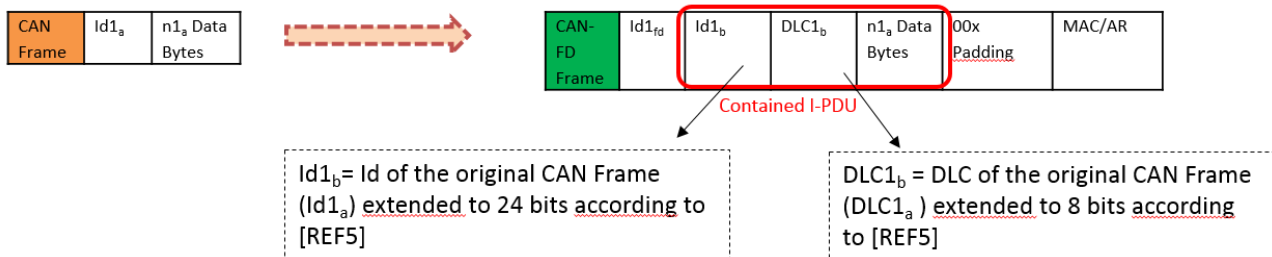 CAN Frame
Id1a
n1a Data Bytes
CAN-FD Frame
Id1fd
Id1b
DLC1b
n1a Data Bytes
00x Padding
MAC/AR
Contained I-PDU
Id1b= Id of the original CAN Frame
(Id1a) extended to 24 bits according to
[REF5]
DLC1b = DLC of the original CAN Frame
(DLC1a ) extended to 8 bits according
to [REF5]